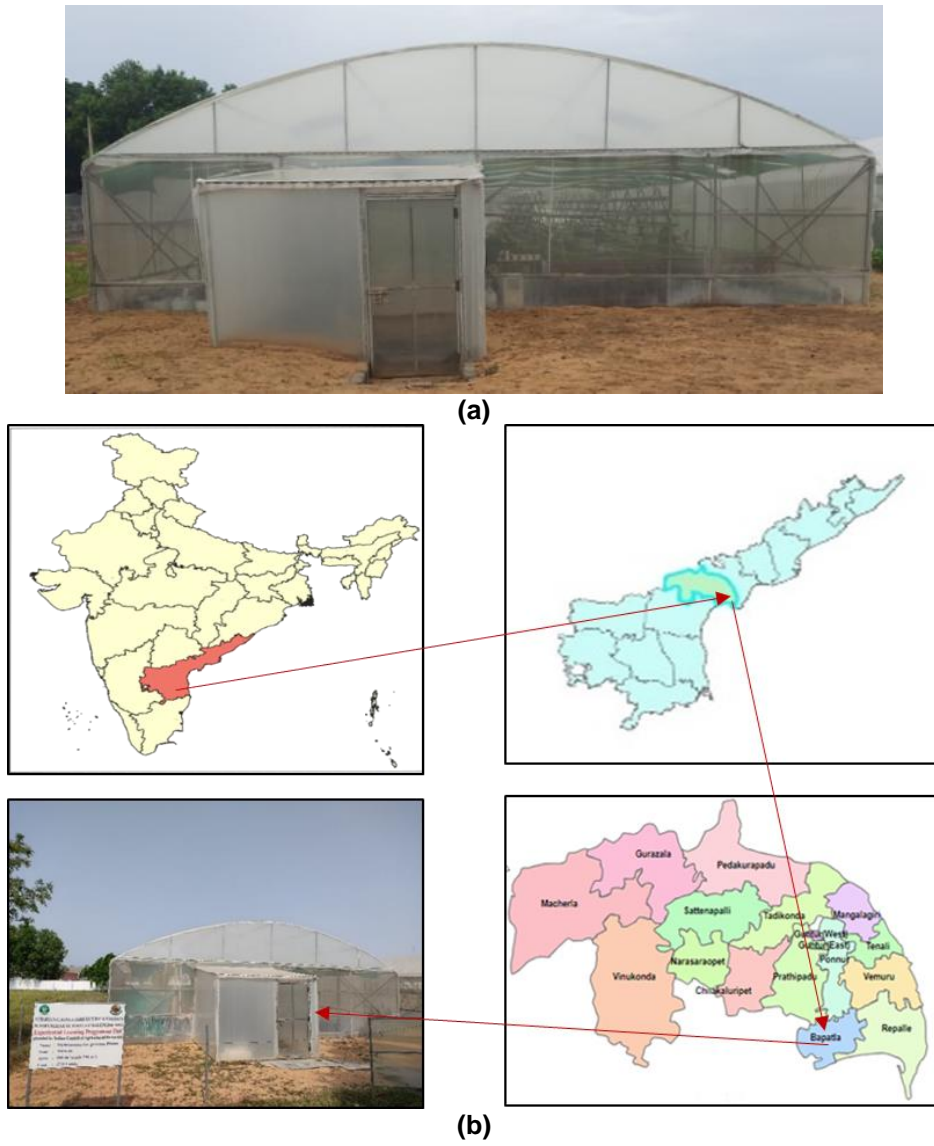 (a)
Gurazala
Pedakurapadu
Macherla
Sattenapalli
Tadikonda
Mangalagiri
Guntur(West)
Guntur(East)
Tenali
Narasaraopet
Ponnur
Vinukonda
Chilakaluripet
Prathipadu
Vemuru
Bapatla
Repalle
Experiential Learning Programme Unit
(b)